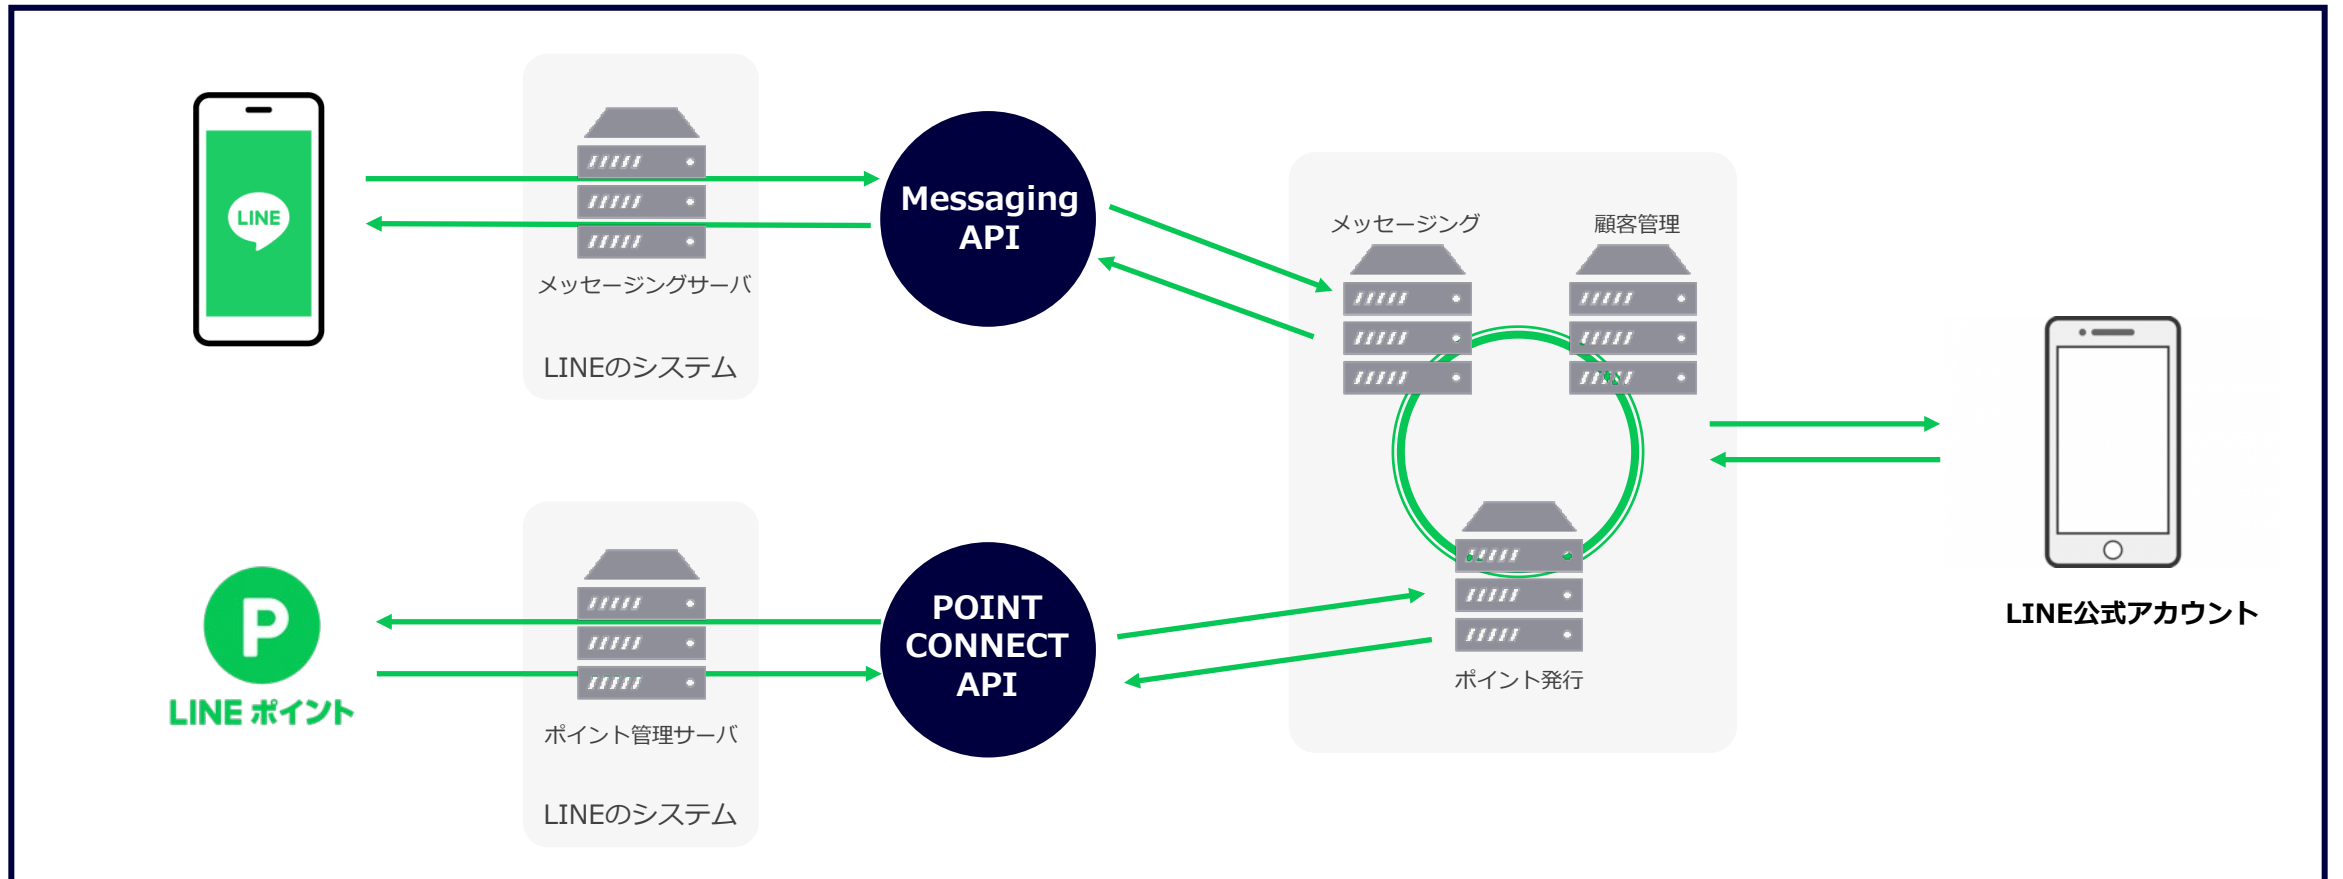 LINE
メッセージングサーバ
LINEのシステム
Messaging
API
メッセージング
顧客管理
ポイント発行
LINE公式アカウント
P
LINE ポイント
ポイント管理サーバ
LINEのシステム
POINT
CONNECT
API